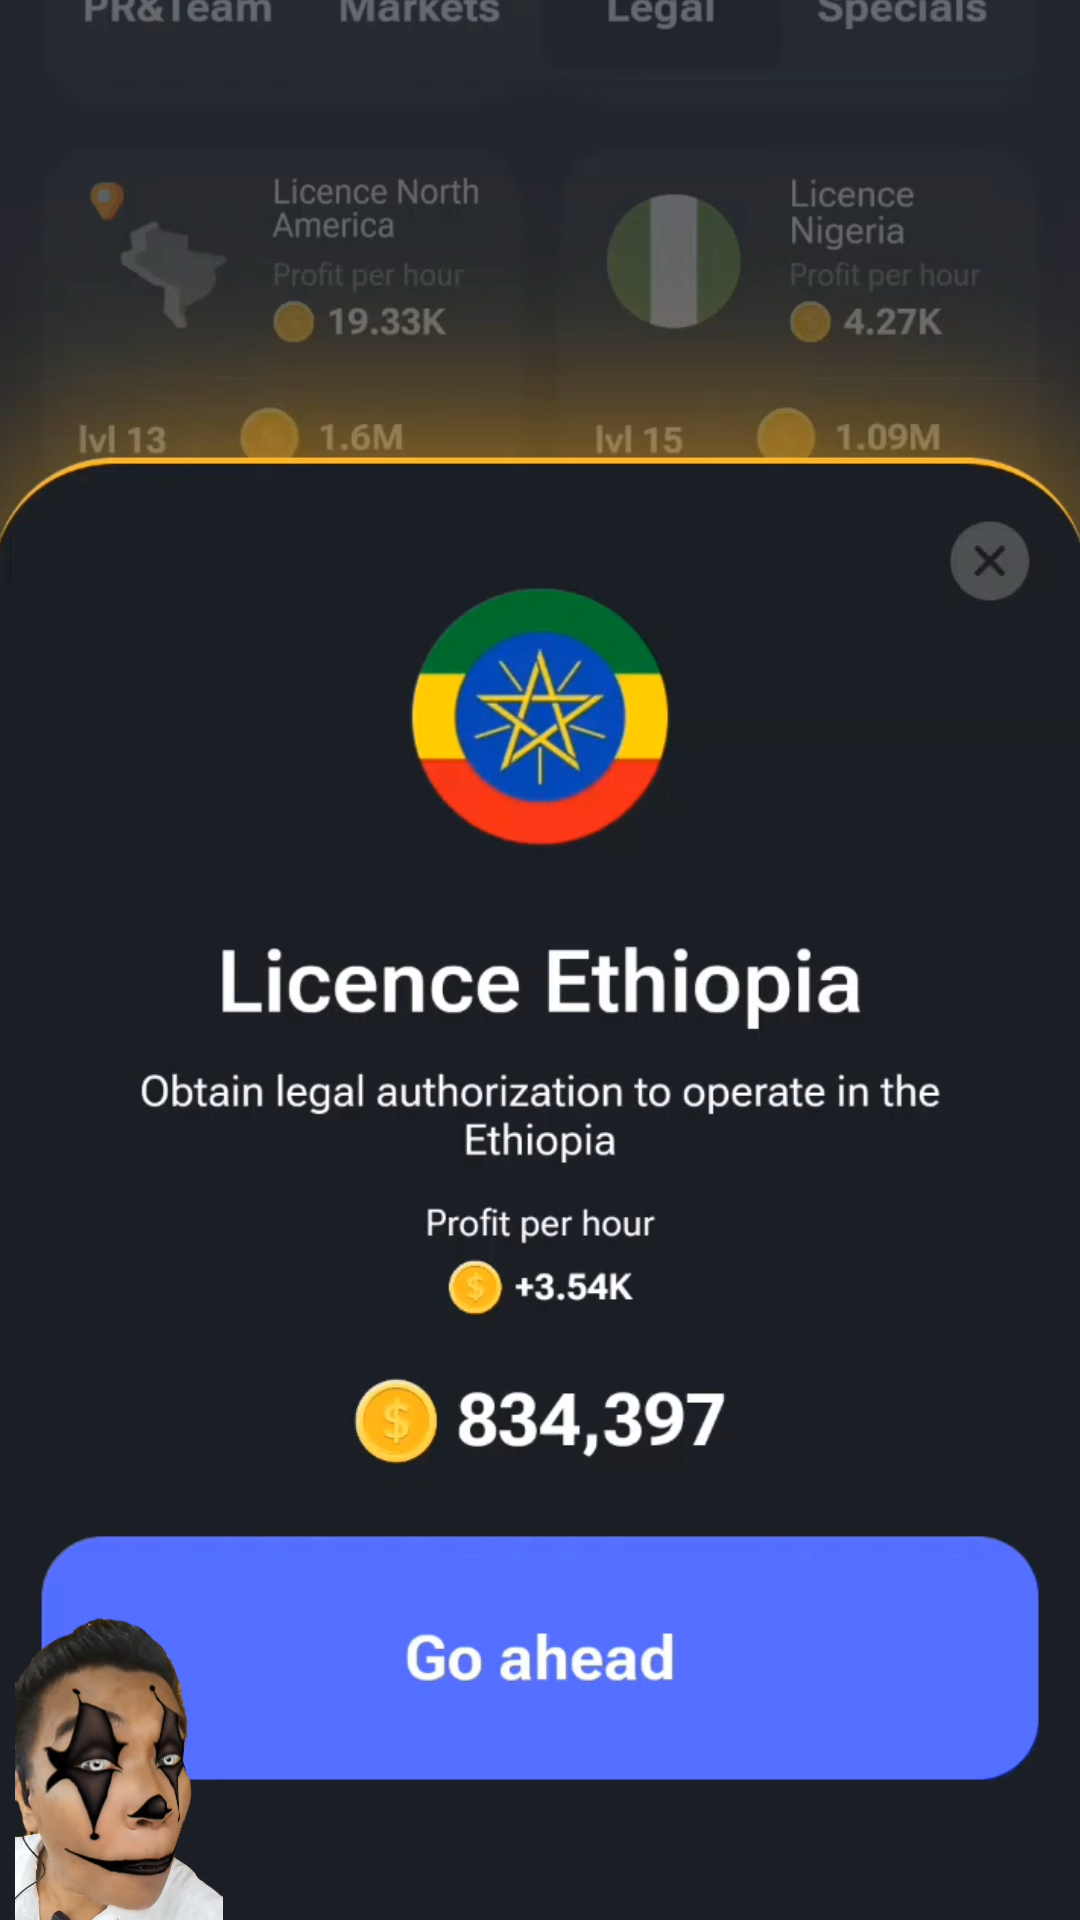 PR&Team Markets Legal Specials
Licence North
America
Profit per hour
19.33K
lvl 13 1.6M
Licence
Nigeria
Profit per hour
4.27K
lvl 15 1.09M
Licence Ethiopia
Obtain legal authorization to operate in the
Ethiopia
Profit per hour
+3.54K
834,397
Go ahead